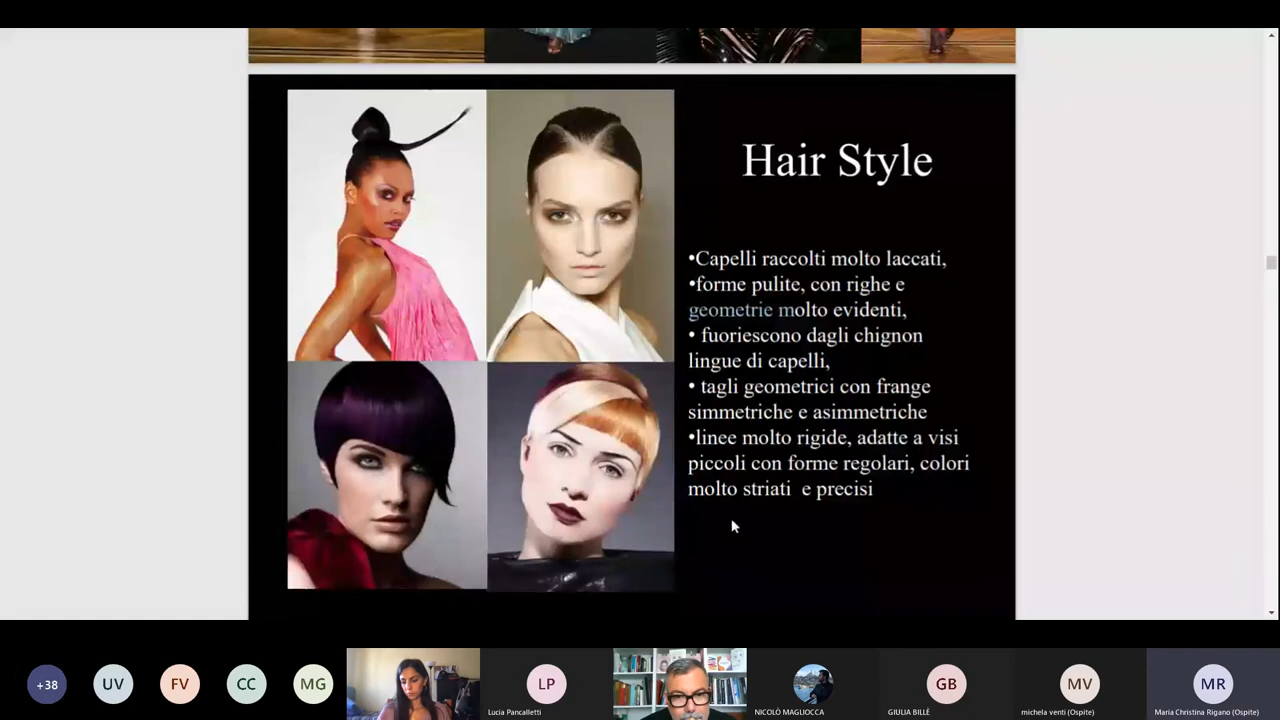 Hair Style
•Capelli raccolti molto laccati,
•forme pulite, con righe e
geometrie molto evidenti,
• fuoriescono dagli chignon
lingue di capelli,
• tagli geometrici con frange
simmetriche e asimmetriche
•linee molto rigide, adatte a visi
piccoli con forme regolari, colori
molto striati e precisi
+38
UV
FV
CC
MG
LP
GB
MV
MR
Lucia Pancalletti
NICOLÒ MAGLIOCCA
GIULIA BILLÈ
michela venti (Ospite)
Maria Christina Rigano (Ospite)